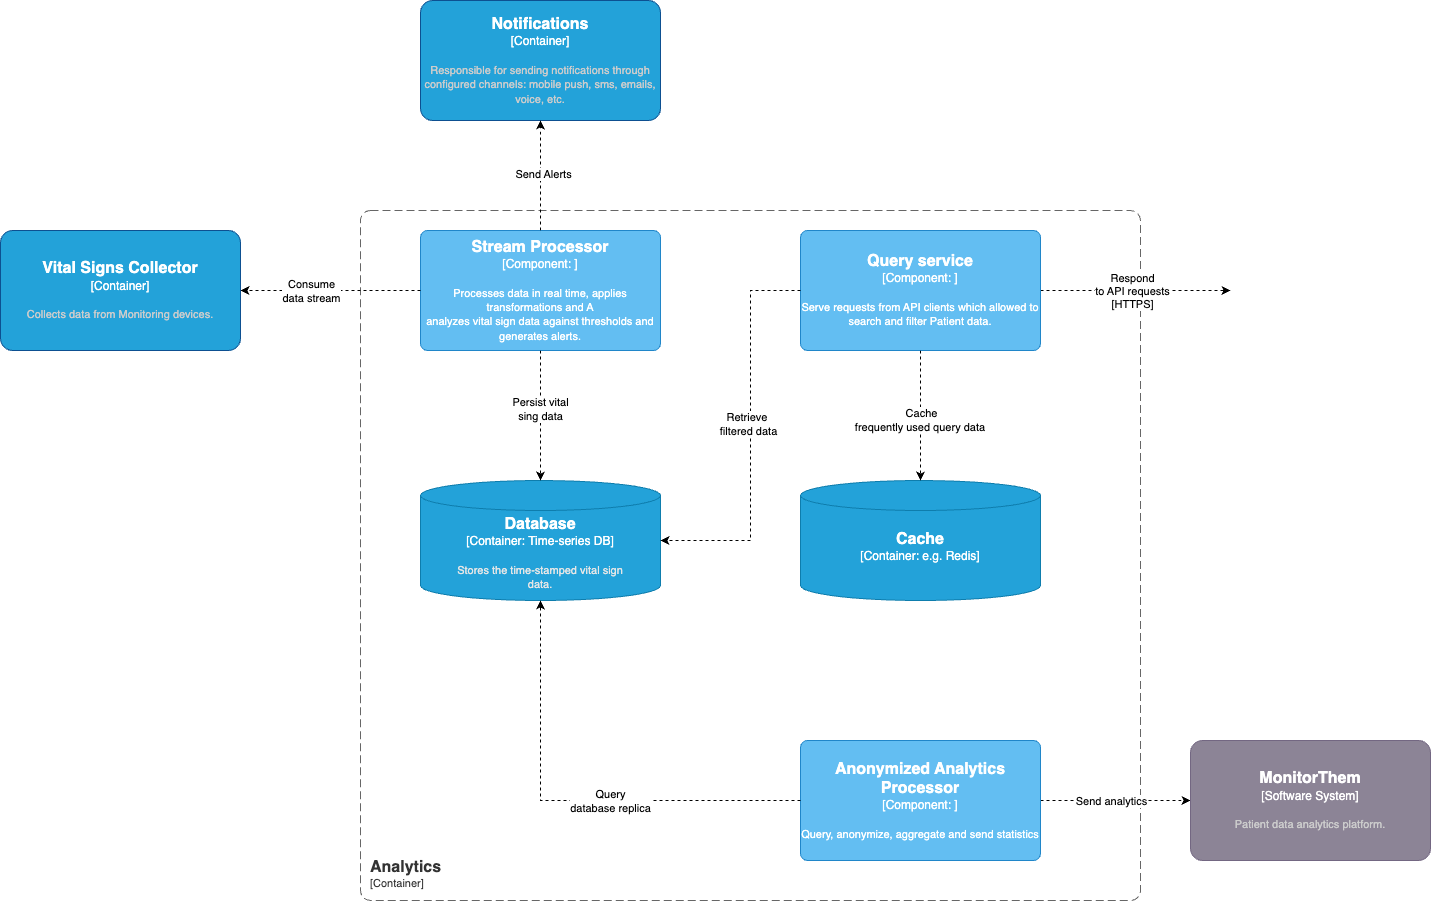 Notifications
[Container]
Responsible for sending notifications through
configured channels: mobile push, sms, emails,
voice, etc.
Send Alerts
Vital Signs Collector
[Container]
Collects data from Monitoring devices.
Consume
data stream
Stream Processor
[Component: ]
Processes data in real time, applies
transformations and A
analyzes vital sign data against thresholds and
generates alerts.
Query service
[Component: ]
Serve requests from API clients which allowed to
search and filter Patient data.
Respond
to API requests
[HTTPS]
Persist vital
sing data
Retrieve
filtered data
Cache
frequently used query data
Database
[Container: Time-series DB]
Stores the time-stamped vital sign
data.
Cache
[Container: e.g. Redis]
Query
database replica
Anonymized Analytics
Processor
[Component: ]
Query, anonymize, aggregate and send statistics
Send analytics
MonitorThem
[Software System]
Patient data analytics platform.
Analytics
[Container]